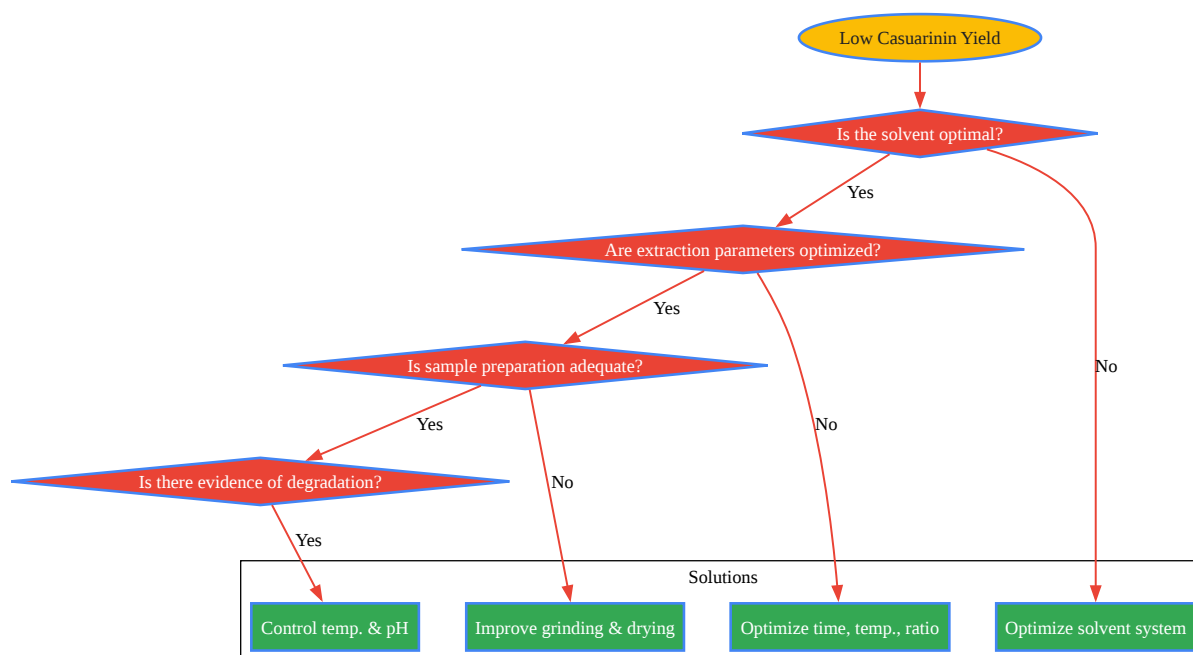 Low Casuarinin Yield
Is the solvent optimal?
Yes
Are extraction parameters optimized?
Yes
Is sample preparation adequate?
No
Yes
No
Is there evidence of degradation?
No
Yes
Solutions
Control temp. & pH
Improve grinding & drying
Optimize time, temp., ratio
Optimize solvent system